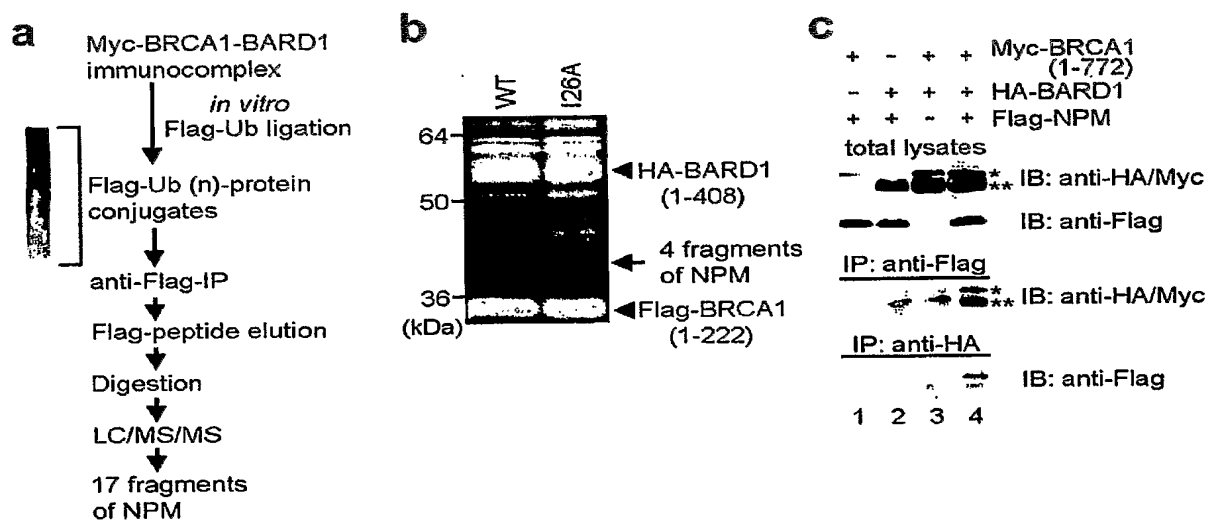 a
Myc-BRCA1-BARD1
immunocomplex
in vitro
Flag-Ub ligation
Flag-Ub (n)-protein
conjugates
anti-Flag-IP
Flag-peptide elution
Digestion
LC/MS/MS
17 fragments
of NPM
b
WT
I26A
64
50
36
(kDa)
HA-BARD1
(1-408)
4 fragments
of NPM
Flag-BRCA1
(1-222)
c
+ - + + Myc-BRCA1
(1-772)
- + + + HA-BARD1
+ + - + Flag-NPM
total lysates
* IB: anti-HA/Myc
**
IB: anti-Flag
IP: anti-Flag
* IB: anti-HA/Myc
**
IP: anti-HA
IB: anti-Flag
1 2 3 4